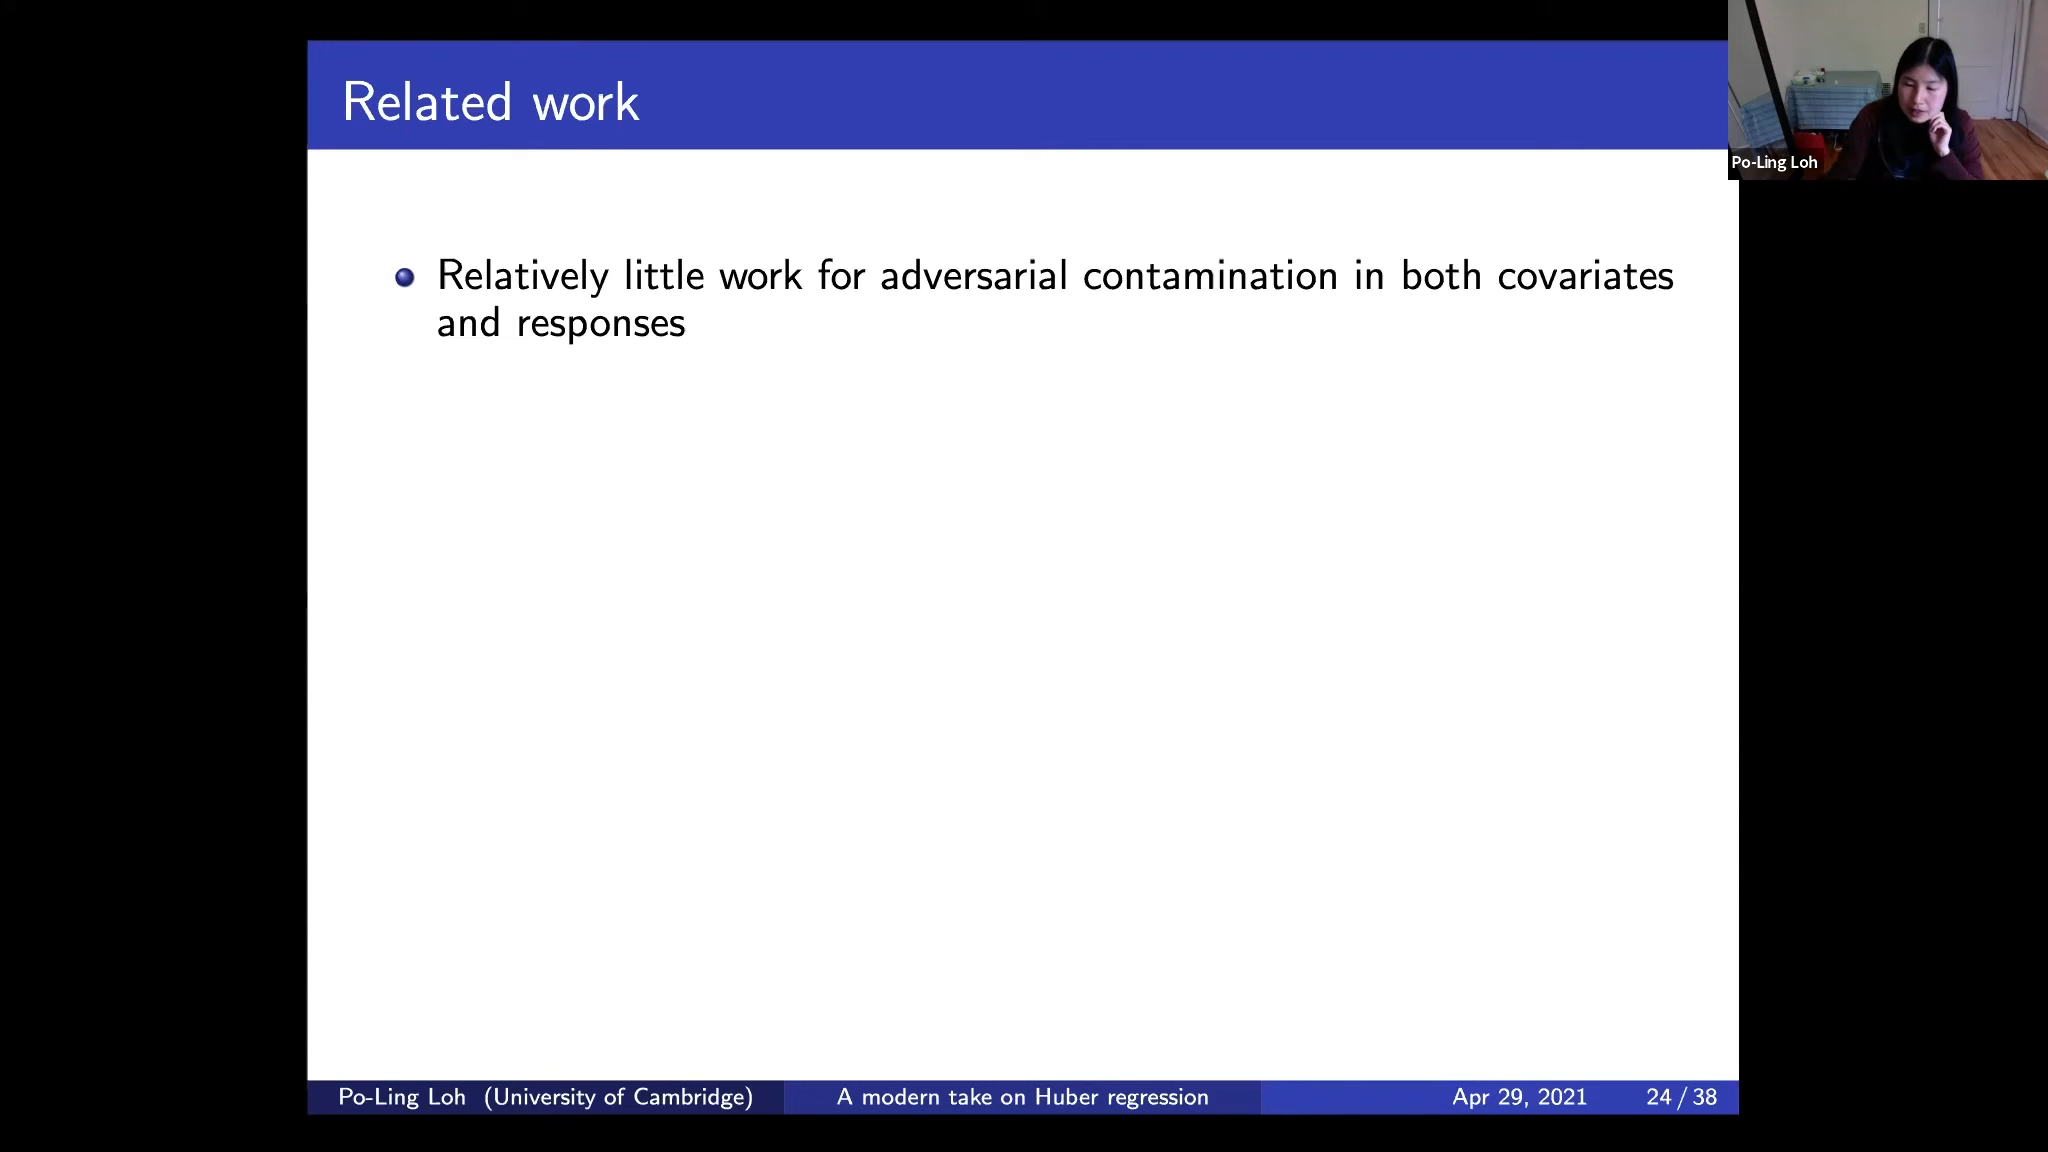 Related work
Po-Ling Loh
Relatively little work for adversarial contamination in both covariates
and responses
Po-Ling Loh (University of Cambridge) A modern take on Huber regression Apr 29, 2021 24 / 38